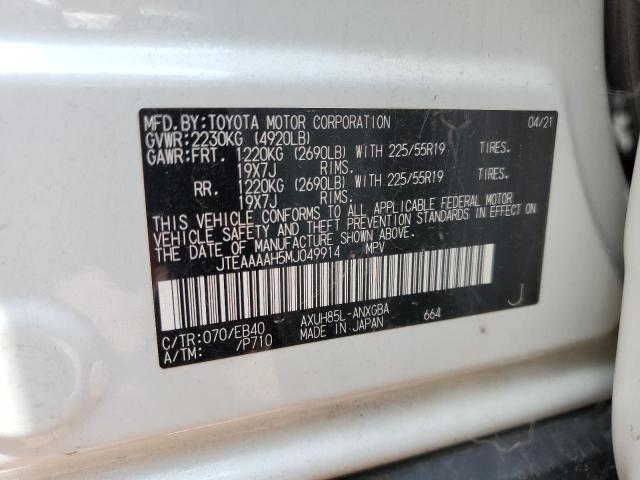 MFD. BY: TOYOTA MOTOR CORPORATION 04/21
GVWR: 2230KG (4920LB)
GAWR: FRT. 1220KG (2690LB) WITH 225/55R19 TIRES.
19X7J RIMS.
RR. 1220KG (2690LB) WITH 225/55R19 TIRES.
19X7J RIMS.
THIS VEHICLE CONFORMS TO ALL APPLICABLE FEDERAL MOTOR
VEHICLE SAFETY AND THEFT PREVENTION STANDARDS IN EFFECT ON
THE DATE OF MANUFACTURE SHOWN ABOVE.
JTEAAAAH5MJ049914 MPV
J
C/TR: 070/EB40 AXUH85L-ANXGBA 664
A/TM: /P710 MADE IN JAPAN